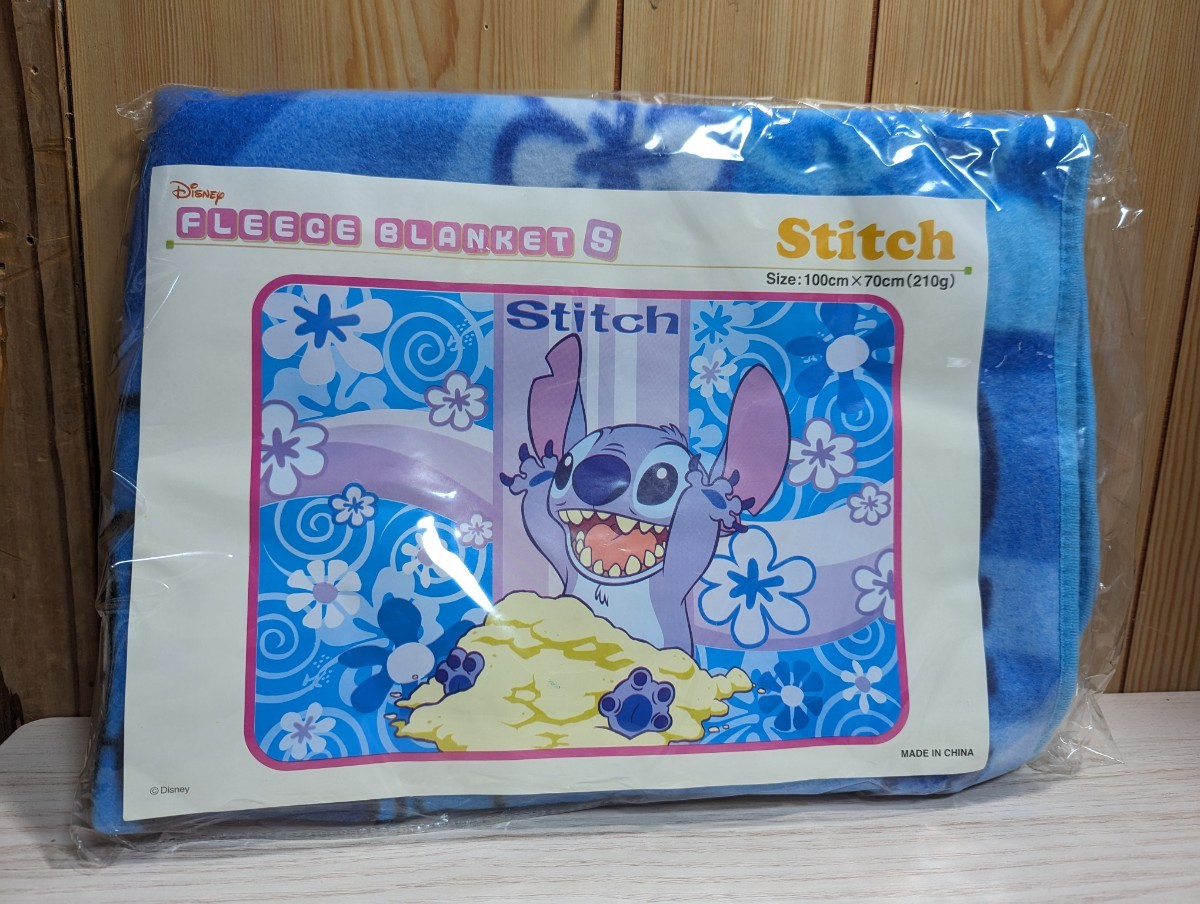 Disney
FLEECE BLANKET S
Stitch
Size:100cm×70cm(210g)
Stitch
MADE IN CHINA
©Disney